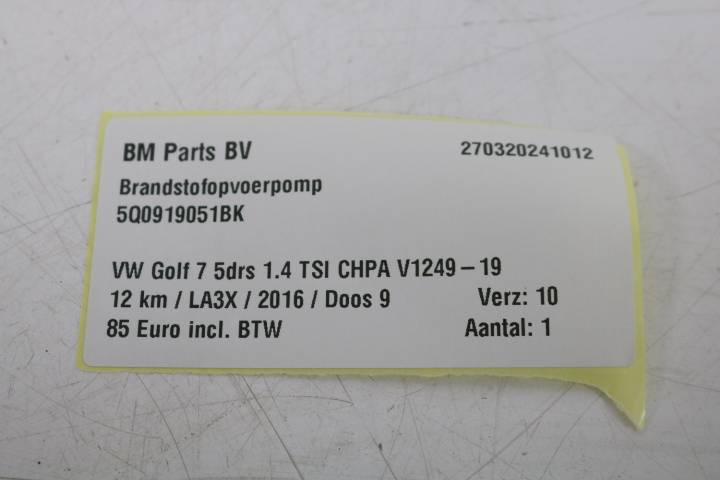 BM Parts BV 270320241012
Brandstofopvoerpomp
5Q0919051BK
VW Golf 7 5drs 1.4 TSI CHPA V1249-19
12 km / LA3X / 2016 / Doos 9 Verz: 10
85 Euro incl. BTW Aantal: 1